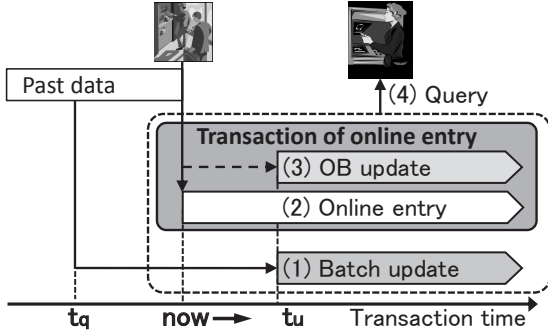 Past data
(4) Query
Transaction of online entry
(3) OB update
(2) Online entry
(1) Batch update
tq now tu Transaction time